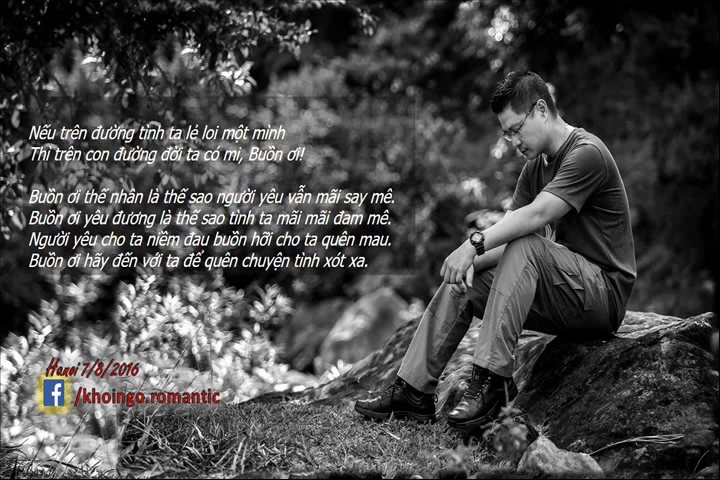 Nếu trên đường tình ta lẻ loi một mình
Thì trên con đường đời ta có mi, Buồn ơi!
Buồn ơi thế nhân là thế sao người yêu vẫn mãi say mê.
Buồn ơi yêu đương là thế sao tình ta mãi mãi đam mê.
Người yêu cho ta niềm đau buồn hỡi cho ta quên mau.
Buồn ơi hãy đến với ta để quên chuyện tình xót xa.
Hanoi 7/8/2016
f /khoingo.romantic